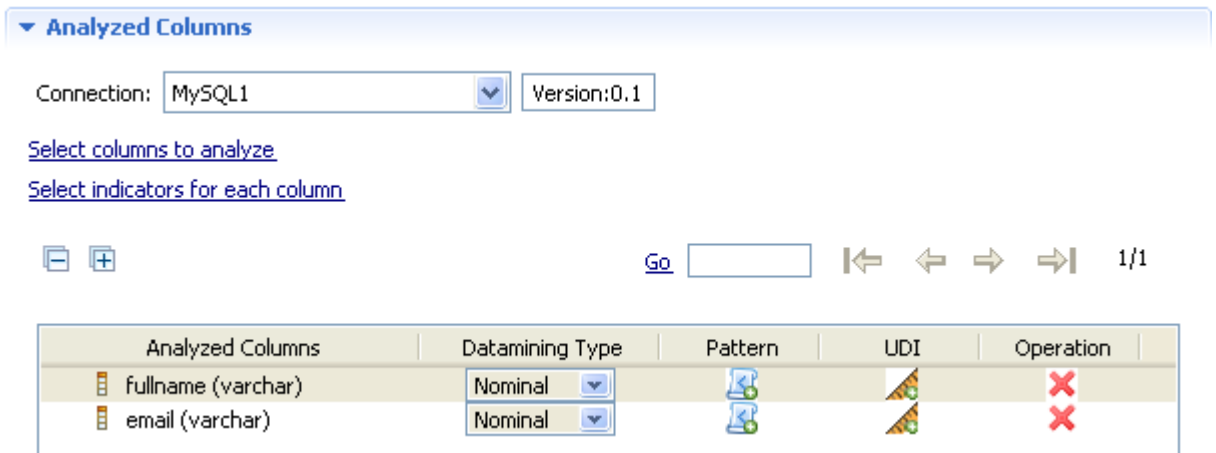 Analyzed Columns
Connection: MySQL1 Version:0.1
Select columns to analyze
Select indicators for each column
Go 1/1
Analyzed Columns Datamining Type Pattern UDI Operation
fullname (varchar) Nominal
email (varchar) Nominal